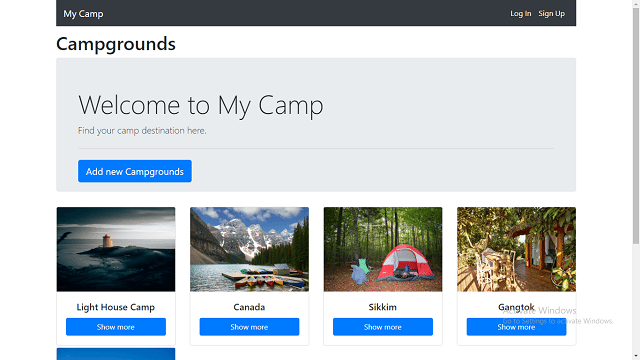 My Camp
Log In Sign Up
Campgrounds
Welcome to My Camp
Find your camp destination here.
Add new Campgrounds
Light House Camp
Canada
Sikkim
Gangtok
Show more
Show more
Show more
Show more
Activate Windows
Go to Settings to activate Windows.